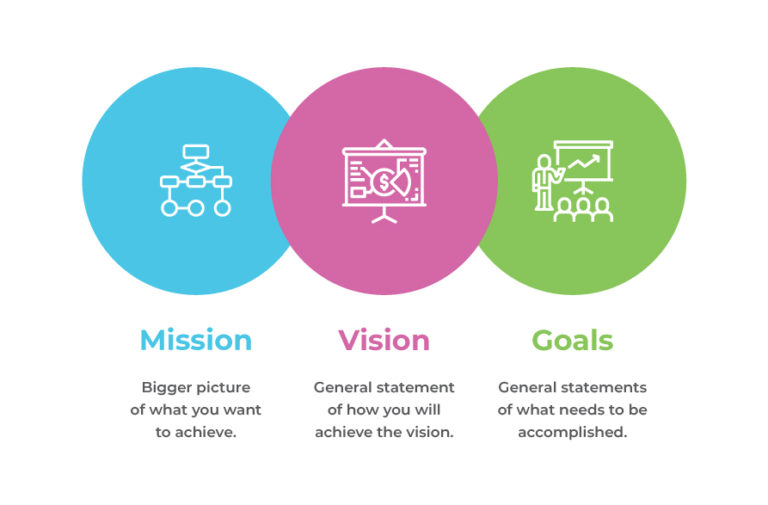 Mission
Bigger picture
of what you want
to achieve.
Vision
General statement
of how you will
achieve the vision.
Goals
General statements
of what needs to be
accomplished.
$